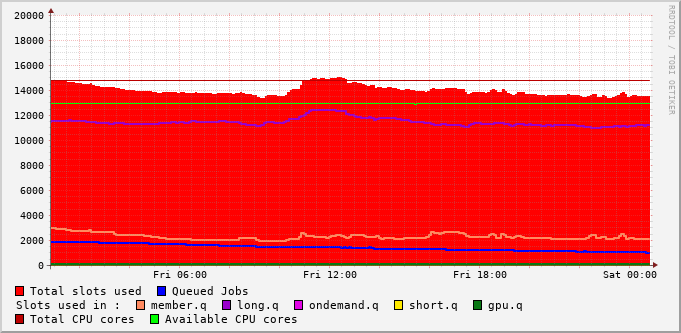 RRDTOOL / TOBI OETIKER
20000
18000
16000
14000
12000
10000
8000
6000
4000
2000
0
Fri 06:00 Fri 12:00 Fri 18:00 Sat 00:00
Total slots used Queued Jobs
Slots used in : member.q long.q ondemand.q short.q gpu.q
Total CPU cores Available CPU cores